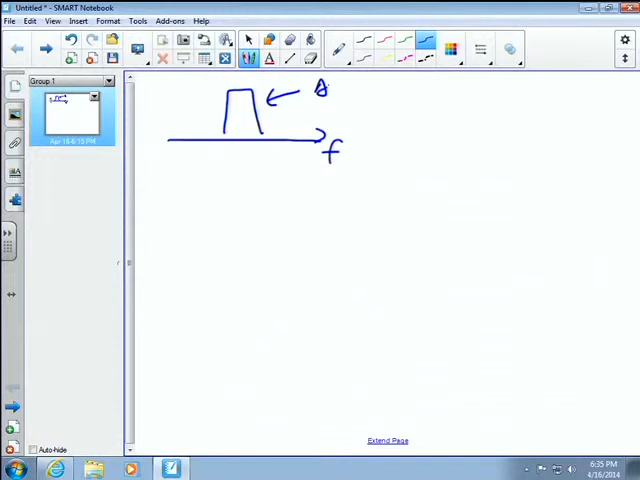 Untitled * - SMART Notebook
File Edit View Insert Format Tools Add-ons Help
Group 1
A
f
Apr 16-6:15 PM
Extend Page
Auto-hide
6:35 PM
4/16/2014